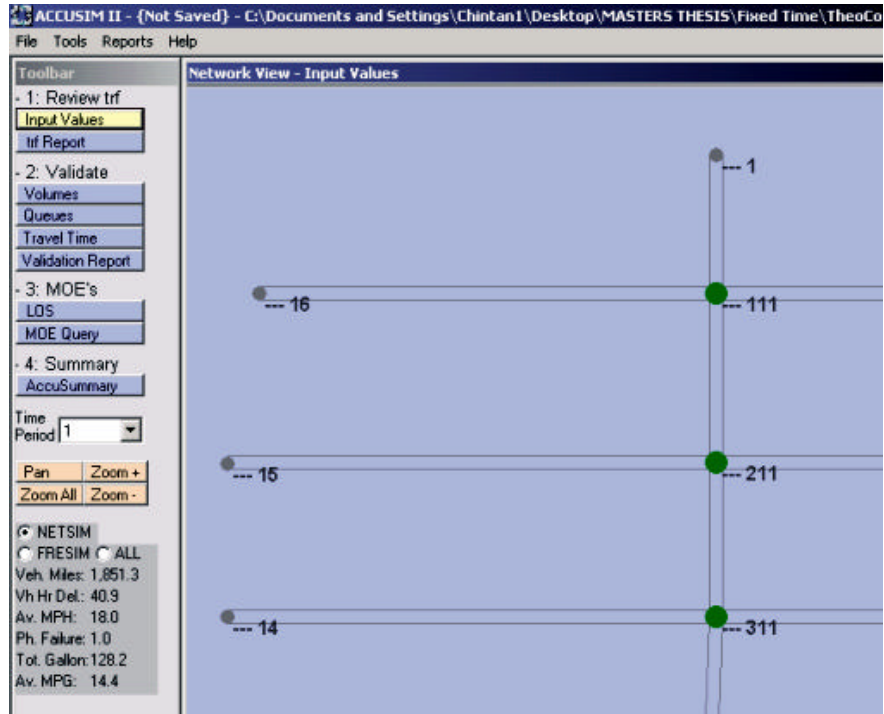 ACCUSIM II - {Not Saved} - C:\Documents and Settings\Chintan1\Desktop\MASTERS THESIS\Fixed Time\TheoCo
File Tools Reports Help
Toolbar
- 1: Review trf
Input Values
trf Report
- 2: Validate
Volumes
Queues
Travel Time
Validation Report
- 3: MOE's
LOS
MOE Query
- 4: Summary
AccuSummary
Time
Period 1
Pan Zoom +
Zoom All Zoom -
NETSIM
FRESIM ALL
Veh. Miles: 1,851.3
Vh Hr Del.: 40.9
Av. MPH: 18.0
Ph. Failure: 1.0
Tot. Gallon: 128.2
Av. MPG: 14.4
Network View - Input Values
--- 1
--- 16
--- 111
--- 15
--- 211
--- 14
--- 311